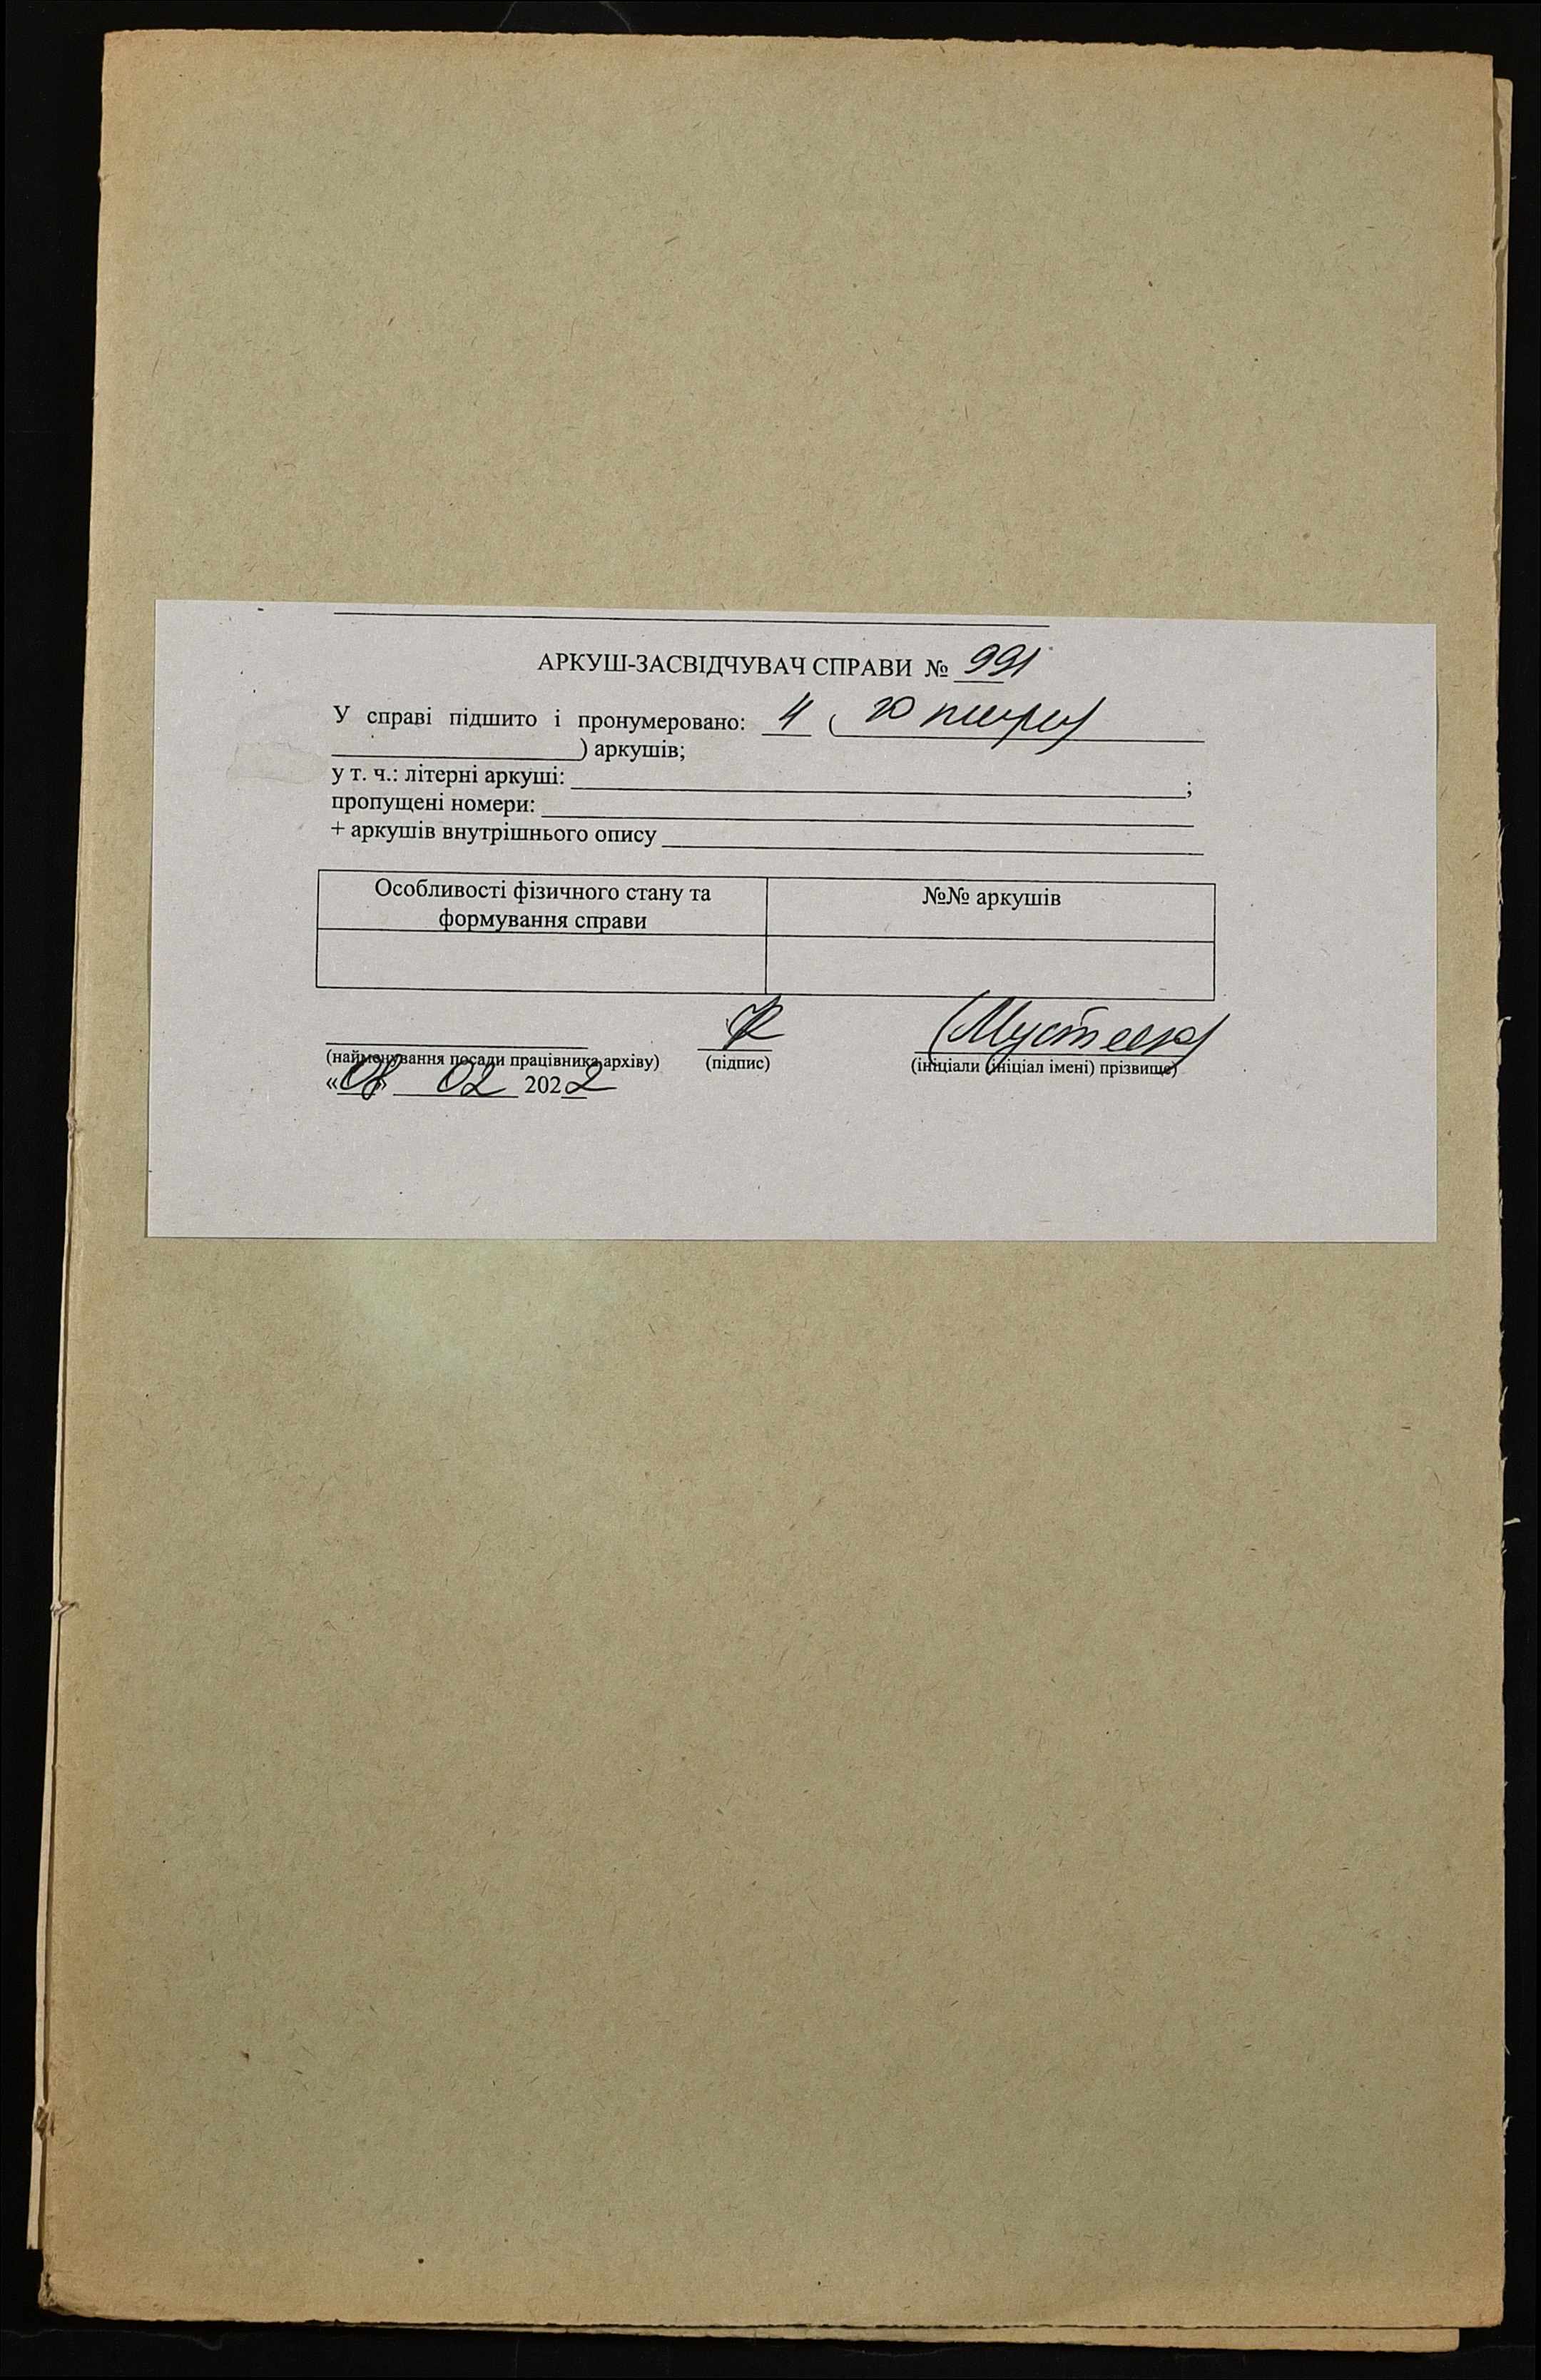 АРКУШ-ЗАСВІДЧУВАЧ СПРАВИ № 991
У справі підшито і пронумеровано: 4 (
) аркушів;
у т. ч.: літерні аркуші: ;
пропущені номери:
+ аркушів внутрішнього опису
Особливості фізичного стану та
формування справи
№№ аркушів
(найменування посади працівника архіву) (підпис) (ініціали (ініціал імені) прізвище)
«08» 02 2022